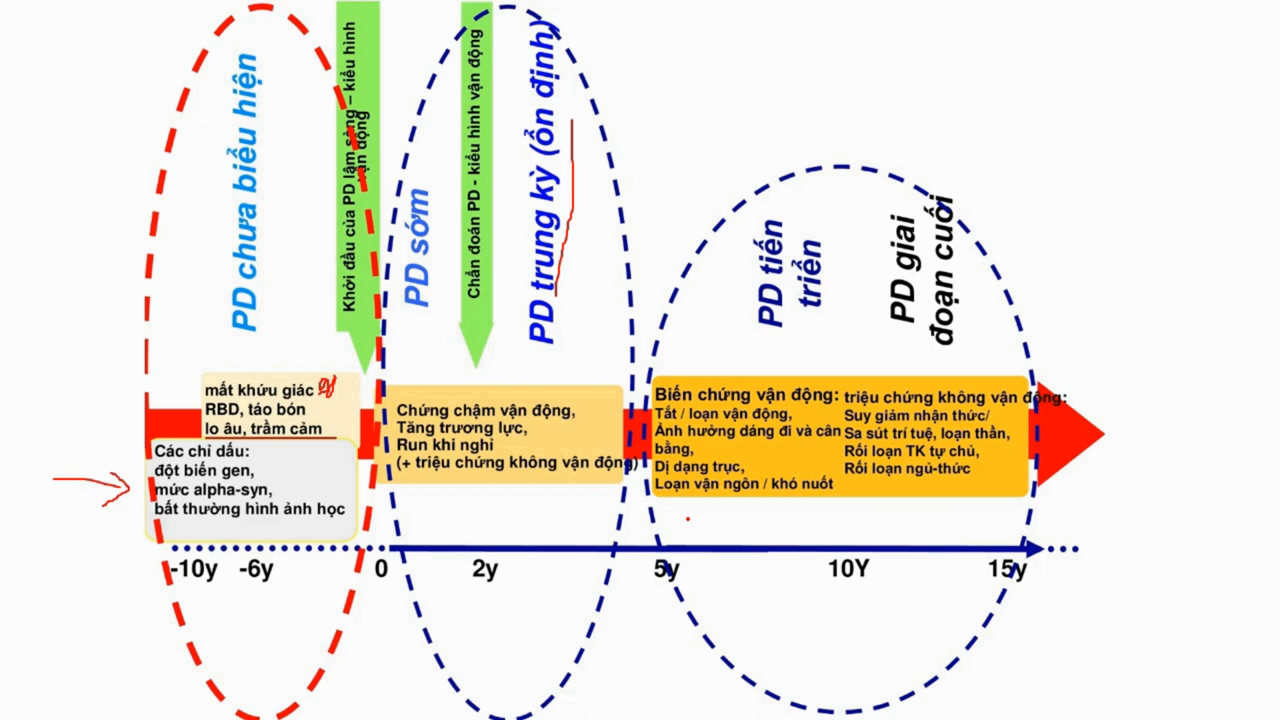 PD chưa biểu hiện
Khởi đầu của PD lâm sàng – kiểu hình
vận động
PD sớm
Chẩn đoán PD - kiểu hình vận động
PD trung kỳ (ổn định)
PD tiến
triển
PD giai
đoạn cuối
mất khứu giác
RBD, táo bón
lo âu, trầm cảm
Các chỉ dấu:
đột biến gen,
mức alpha-syn,
bất thường hình ảnh học
Chứng chậm vận động,
Tăng trương lực,
Run khi nghỉ
(+ triệu chứng không vận động)
Biến chứng vận động:
Tắt / loạn vận động,
Ảnh hưởng dáng đi và cân
bằng,
Dị dạng trục,
Loạn vận ngôn / khó nuốt
triệu chứng không vận động:
Suy giảm nhận thức/
Sa sút trí tuệ, loạn thần,
Rối loạn TK tự chủ,
Rối loạn ngủ-thức
-10y -6y 0 2y 5y 10Y 15y